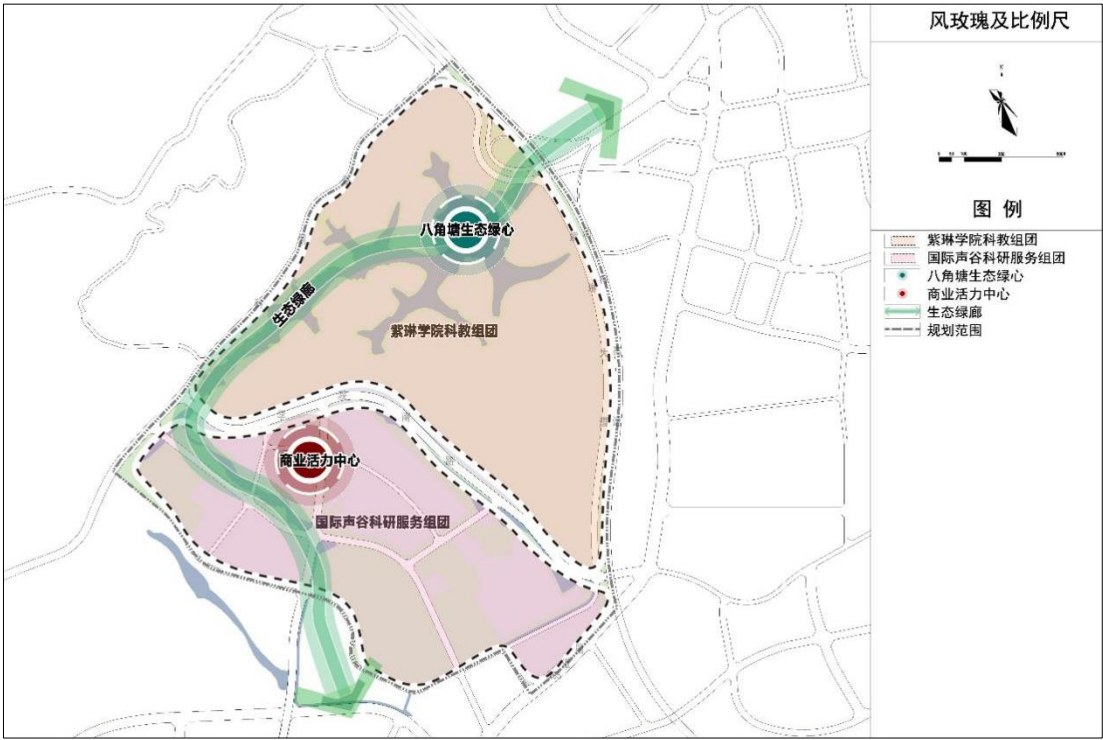 风玫瑰及比例尺
八角塘生态绿心
生态绿廊
紫琳学院科教组团
商业活力中心
国际声谷科研服务组团
图 例
紫琳学院科教组团
国际声谷科研服务组团
八角塘生态绿心
商业活力中心
生态绿廊
规划范围